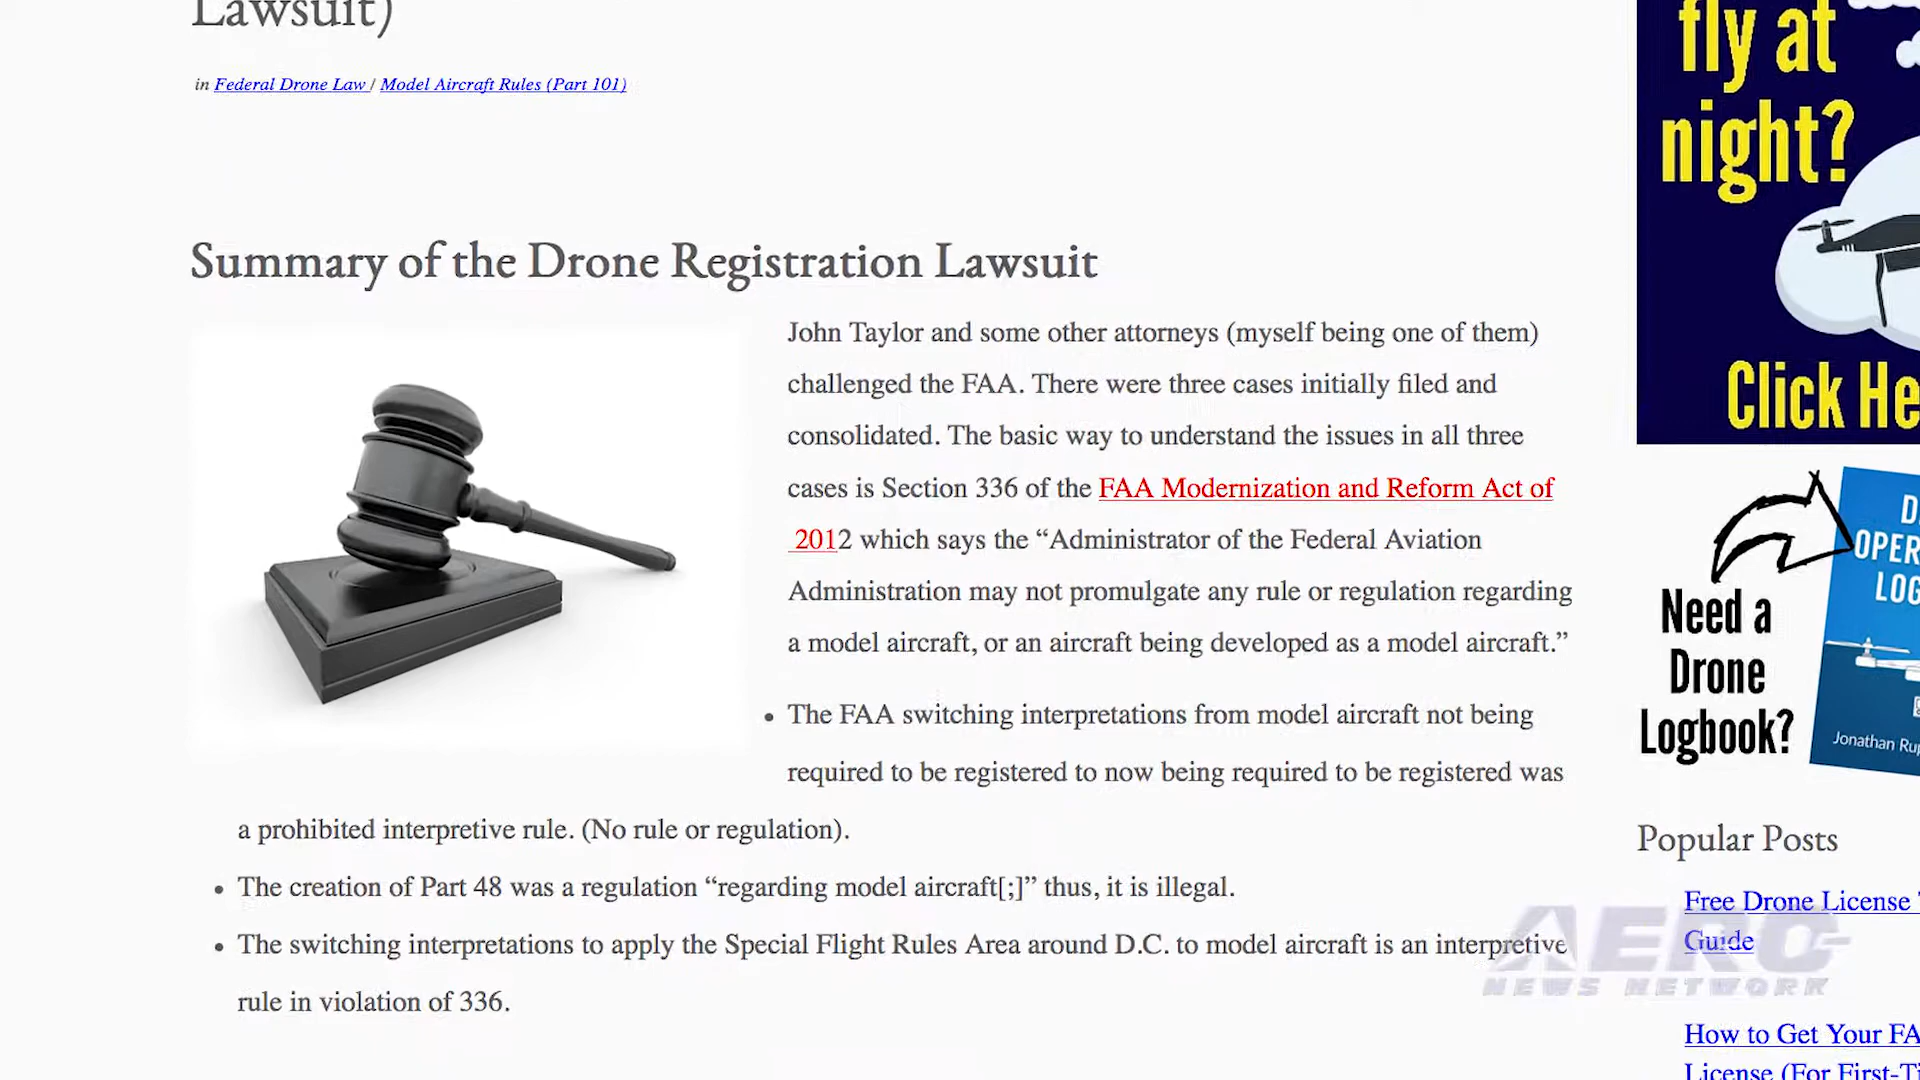 Lawsuit)
in Federal Drone Law / Model Aircraft Rules (Part 101)
Summary of the Drone Registration Lawsuit
John Taylor and some other attorneys (myself being one of them)
challenged the FAA. There were three cases initially filed and
consolidated. The basic way to understand the issues in all three
cases is Section 336 of the FAA Modernization and Reform Act of
2012 which says the “Administrator of the Federal Aviation
Administration may not promulgate any rule or regulation regarding
a model aircraft, or an aircraft being developed as a model aircraft.”
• The FAA switching interpretations from model aircraft not being
required to be registered to now being required to be registered was
a prohibited interpretive rule. (No rule or regulation).
• The creation of Part 48 was a regulation “regarding model aircraft[;]” thus, it is illegal.
• The switching interpretations to apply the Special Flight Rules Area around D.C. to model aircraft is an interpretive
rule in violation of 336.
fly at
night?
Click He
Need a
Drone
Logbook?
D
OPER
LOG
Jonathan Rup
Popular Posts
Free Drone License
Guide
How to Get Your FA
License (For First-Ti
AERO
NEWS NETWORK